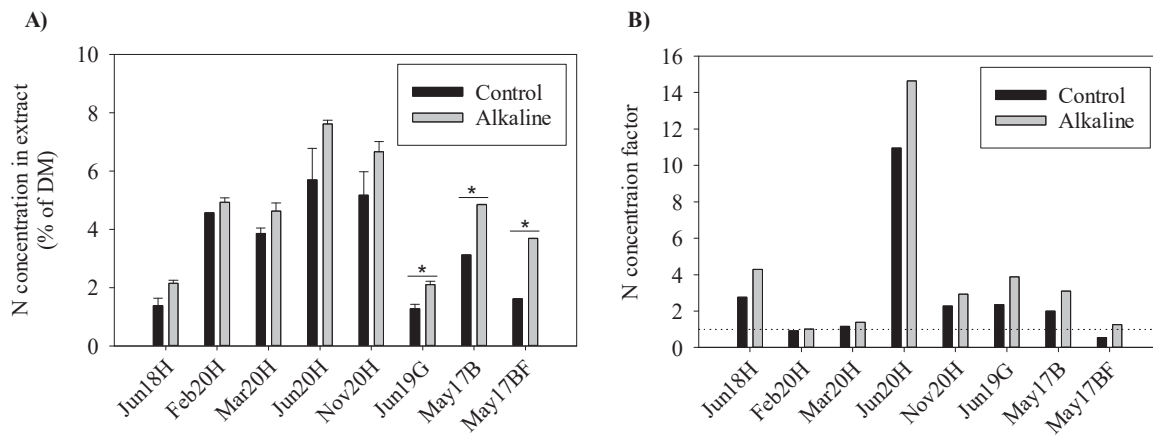 A)
N concentration in extract
(% of DM)
10
8
6
4
2
0
Control
Alkaline
*
*
*
Jun18H
Feb20H
Mar20H
Jun20H
Nov20H
Jun19G
May17B
May17BF
B)
N concentraion factor
16
14
12
10
8
6
4
2
0
Control
Alkaline
Jun18H
Feb20H
Mar20H
Jun20H
Nov20H
Jun19G
May17B
May17BF